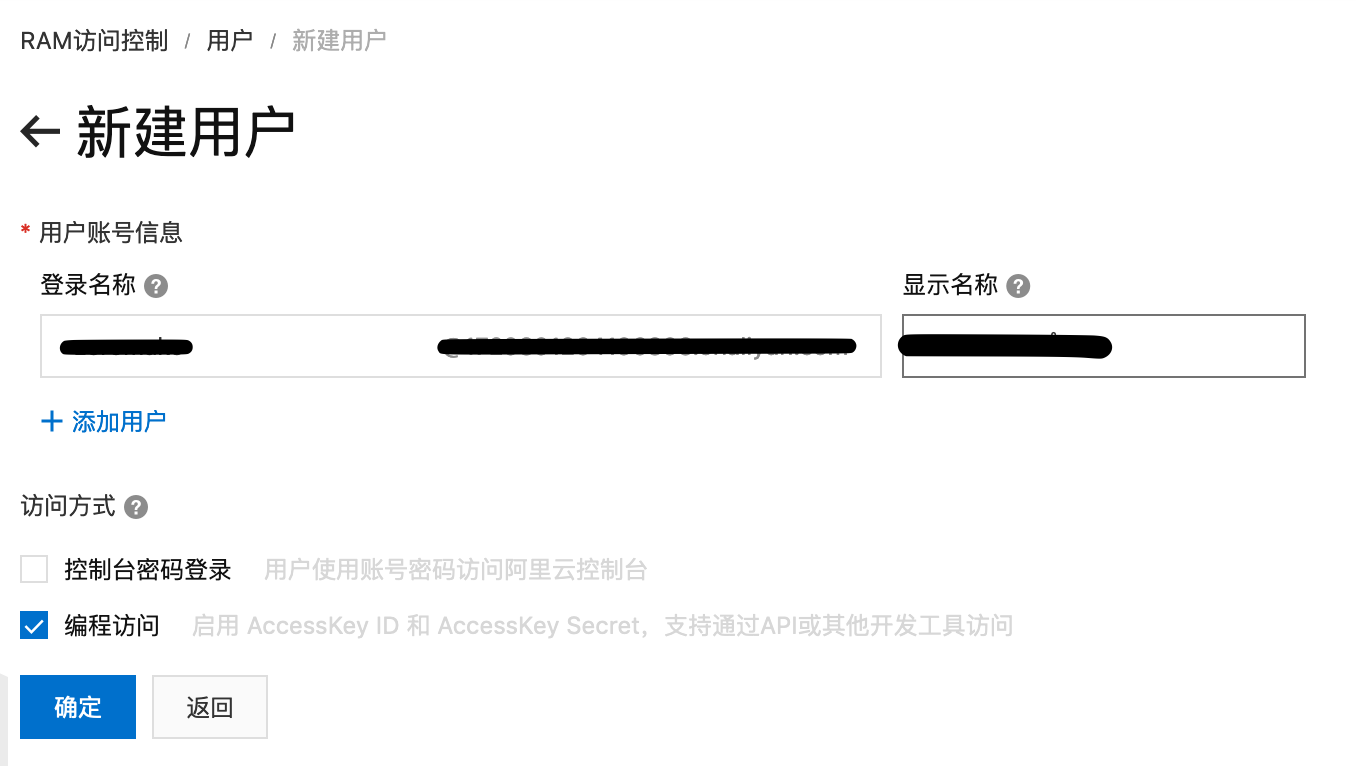 RAM访问控制 / 用户 / 新建用户
← 新建用户
* 用户账号信息
登录名称 ? 显示名称 ?
+ 添加用户
访问方式 ?
控制台密码登录 用户使用账号密码访问阿里云控制台
编程访问 启用 AccessKey ID 和 AccessKey Secret，支持通过API或其他开发工具访问
确定 返回